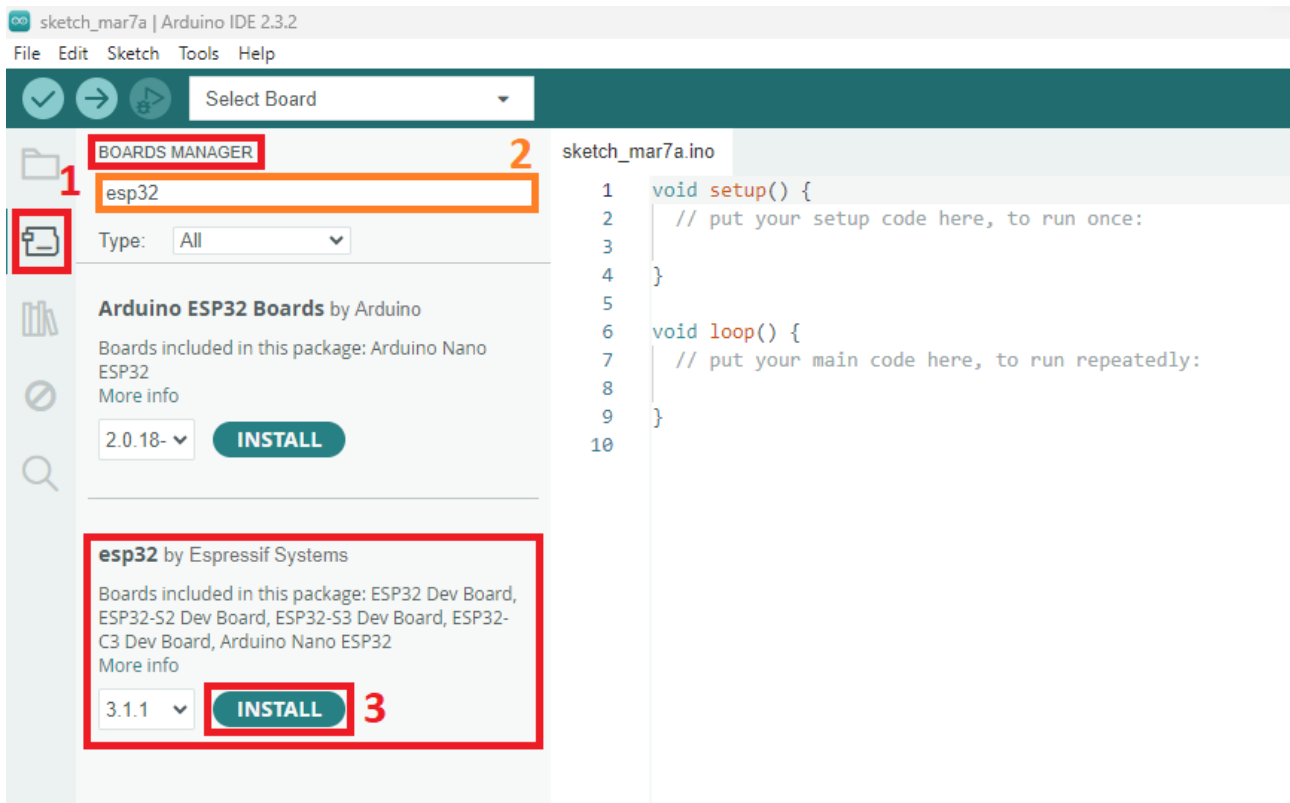 sketch_mar7a | Arduino IDE 2.3.2
File Edit Sketch Tools Help
Select Board
BOARDS MANAGER
2
1
esp32
Type: All
Arduino ESP32 Boards by Arduino
Boards included in this package: Arduino Nano
ESP32
More info
2.0.18-
INSTALL
esp32 by Espressif Systems
Boards included in this package: ESP32 Dev Board,
ESP32-S2 Dev Board, ESP32-S3 Dev Board, ESP32-
C3 Dev Board, Arduino Nano ESP32
More info
3.1.1
INSTALL
3
sketch_mar7a.ino
1 void setup() {
2 // put your setup code here, to run once:
3
4 }
5
6 void loop() {
7 // put your main code here, to run repeatedly:
8
9 }
10